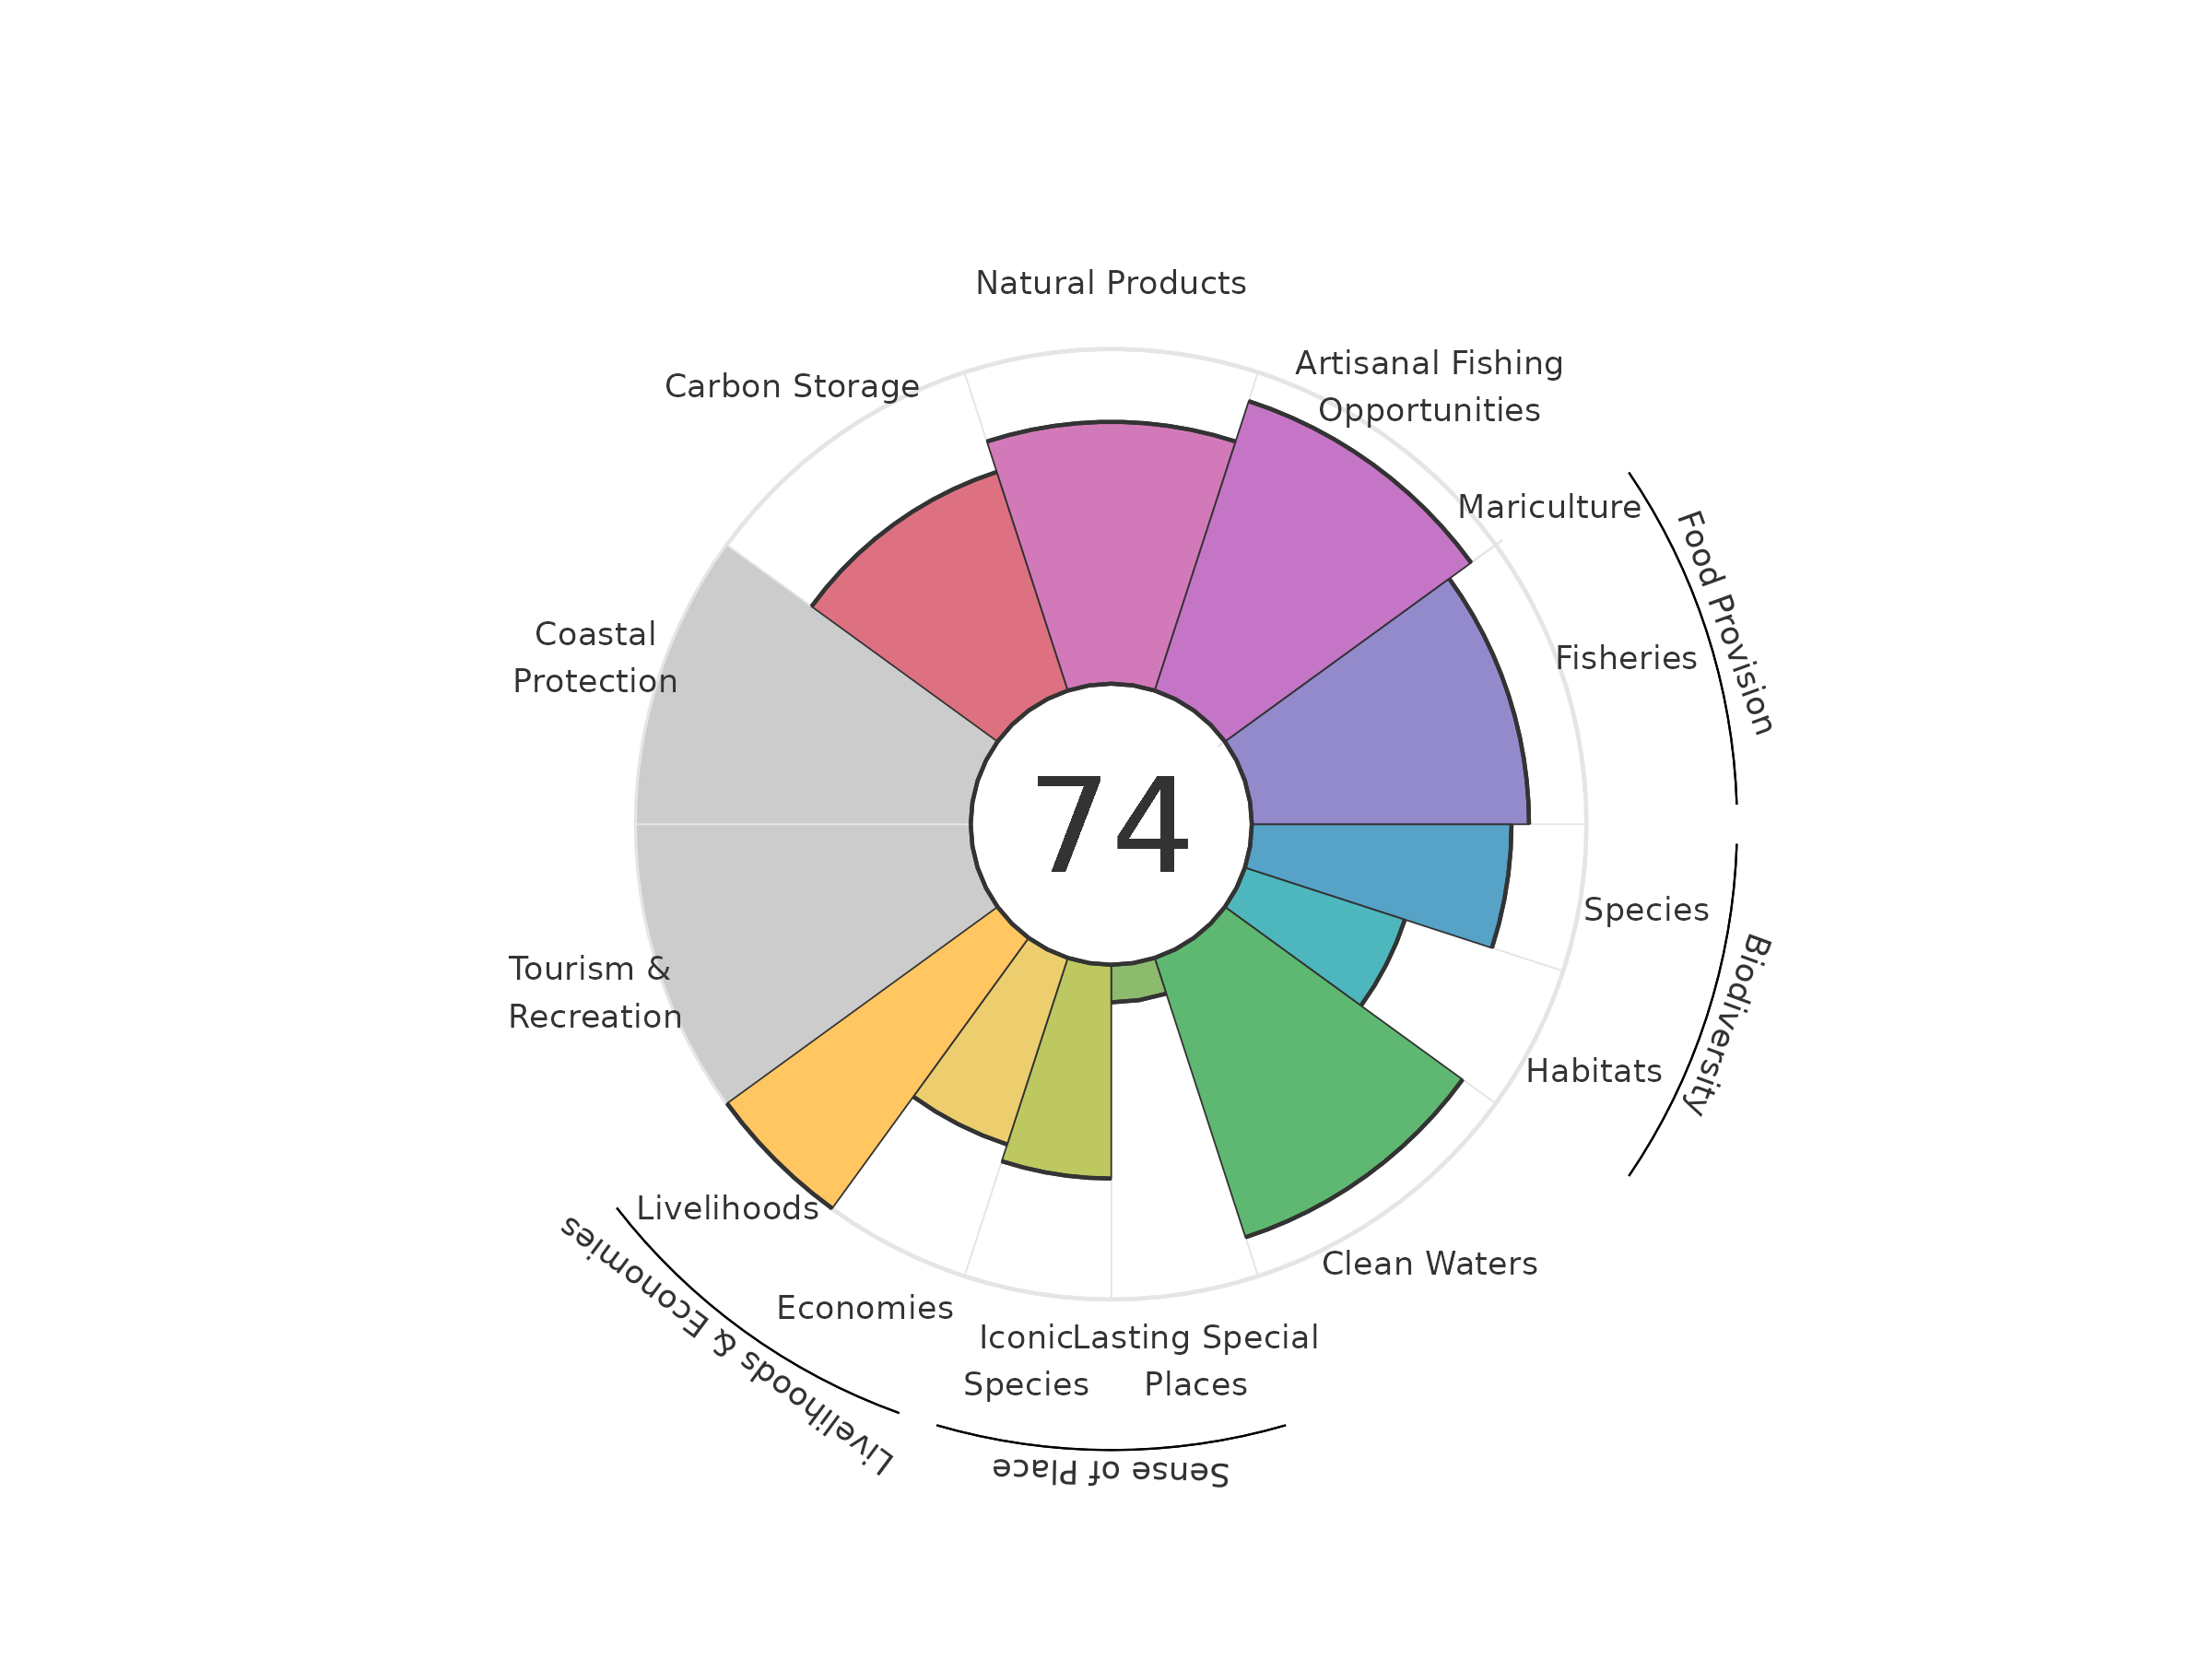 Natural Products
Artisanal Fishing
Opportunities
Carbon Storage
Mariculture
Food Provision
Fisheries
Coastal
Protection
74
Species
Biodiversity
Tourism &
Recreation
Habitats
Livelihoods
Clean Waters
Livelihoods & Economies
Economies
Iconic
Species
Lasting Special
Places
Sense of Place